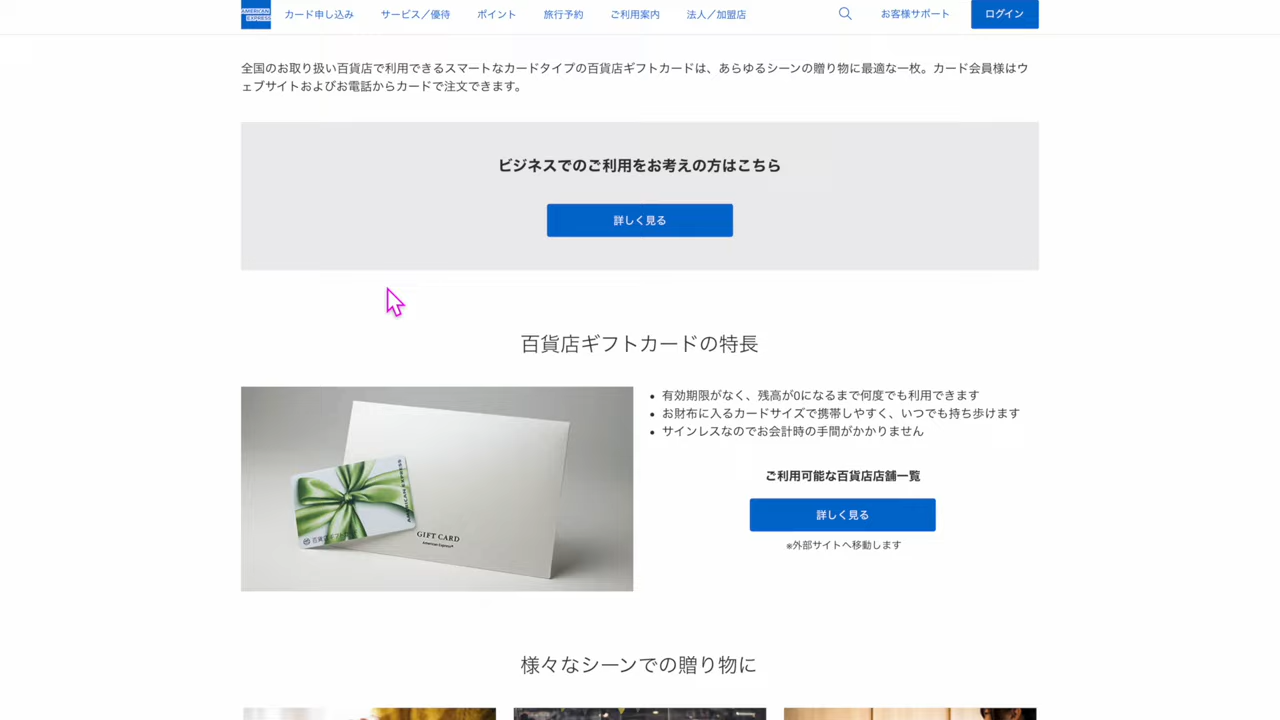 AMERICAN
EXPRESS
カード申し込み サービス／優待 ポイント 旅行予約 ご利用案内 法人／加盟店 お客様サポート ログイン
全国のお取り扱い百貨店で利用できるスマートなカードタイプの百貨店ギフトカードは、あらゆるシーンの贈り物に最適な一枚。カード会員様はウ
ェブサイトおよびお電話からカードで注文できます。
ビジネスでのご利用をお考えの方はこちら
詳しく見る
百貨店ギフトカードの特長
AMERICAN EXPRESS
百貨店ギフトカード
GIFT CARD
American Express®
• 有効期限がなく、残高が0になるまで何度でも利用できます
• お財布に入るカードサイズで携帯しやすく、いつでも持ち歩けます
• サインレスなのでお会計時の手間がかかりません
ご利用可能な百貨店店舗一覧
詳しく見る
※外部サイトへ移動します
様々なシーンでの贈り物に